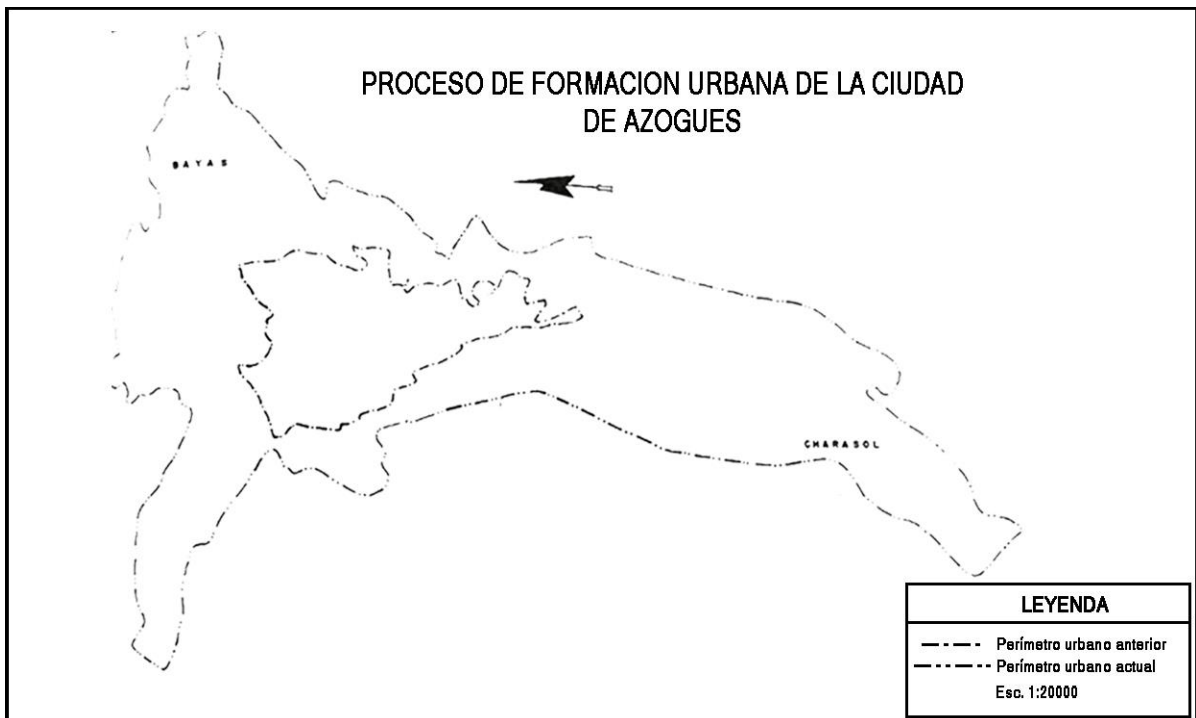 PROCESO DE FORMACION URBANA DE LA CIUDAD
DE AZOGUES
BAYAS
CHARASOL
LEYENDA
Perímetro urbano anterior
Perímetro urbano actual
Esc. 1:20000